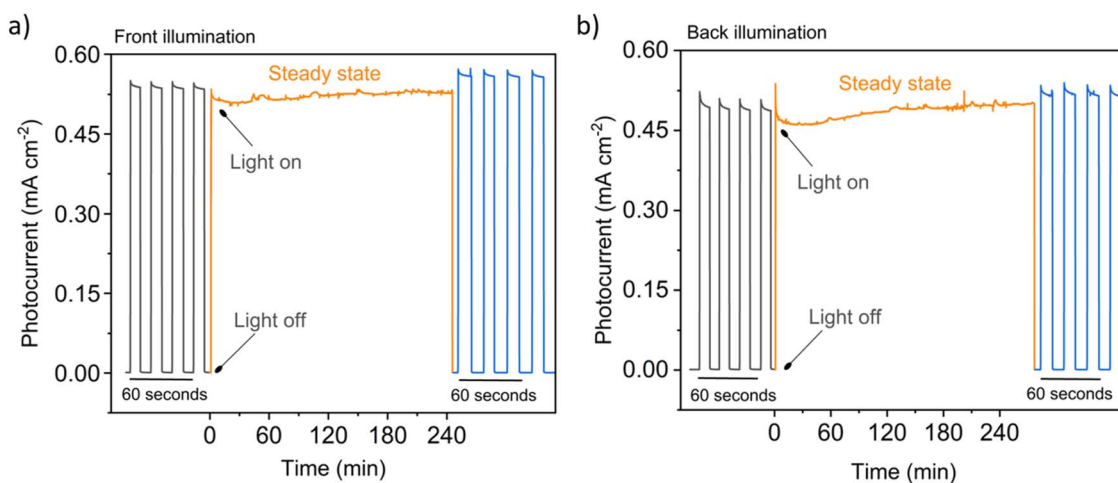 a)
Front illumination
Photocurrent (mA cm⁻²)
0.60
0.45
0.30
0.15
0.00
Steady state
Light on
Light off
60 seconds
60 seconds
0 60 120 180 240
Time (min)
b)
Back illumination
Photocurrent (mA cm⁻²)
0.60
0.45
0.30
0.15
0.00
Steady state
Light on
Light off
60 seconds
60 seconds
0 60 120 180 240
Time (min)